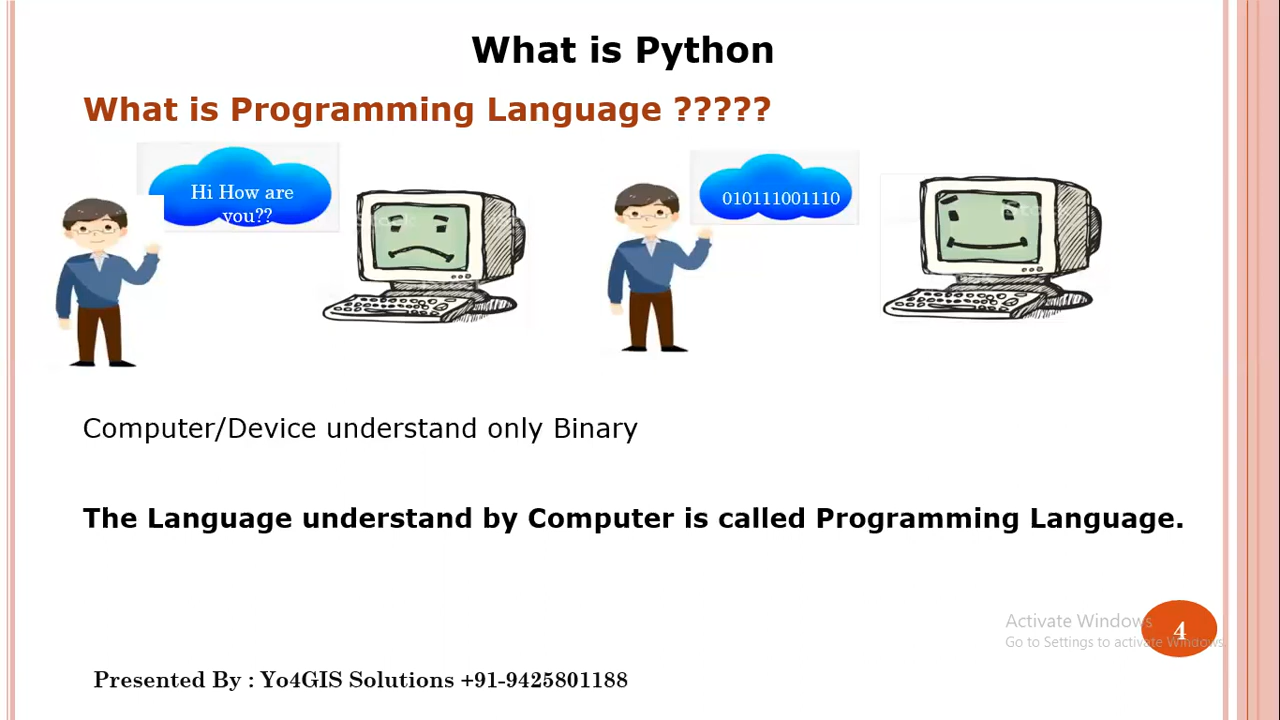 What is Python
What is Programming Language ?????
Hi How are
you??
010111001110
Computer/Device understand only Binary
The Language understand by Computer is called Programming Language.
Activate Windows
Go to Settings to activate Windows.
4
Presented By : Yo4GIS Solutions +91-9425801188